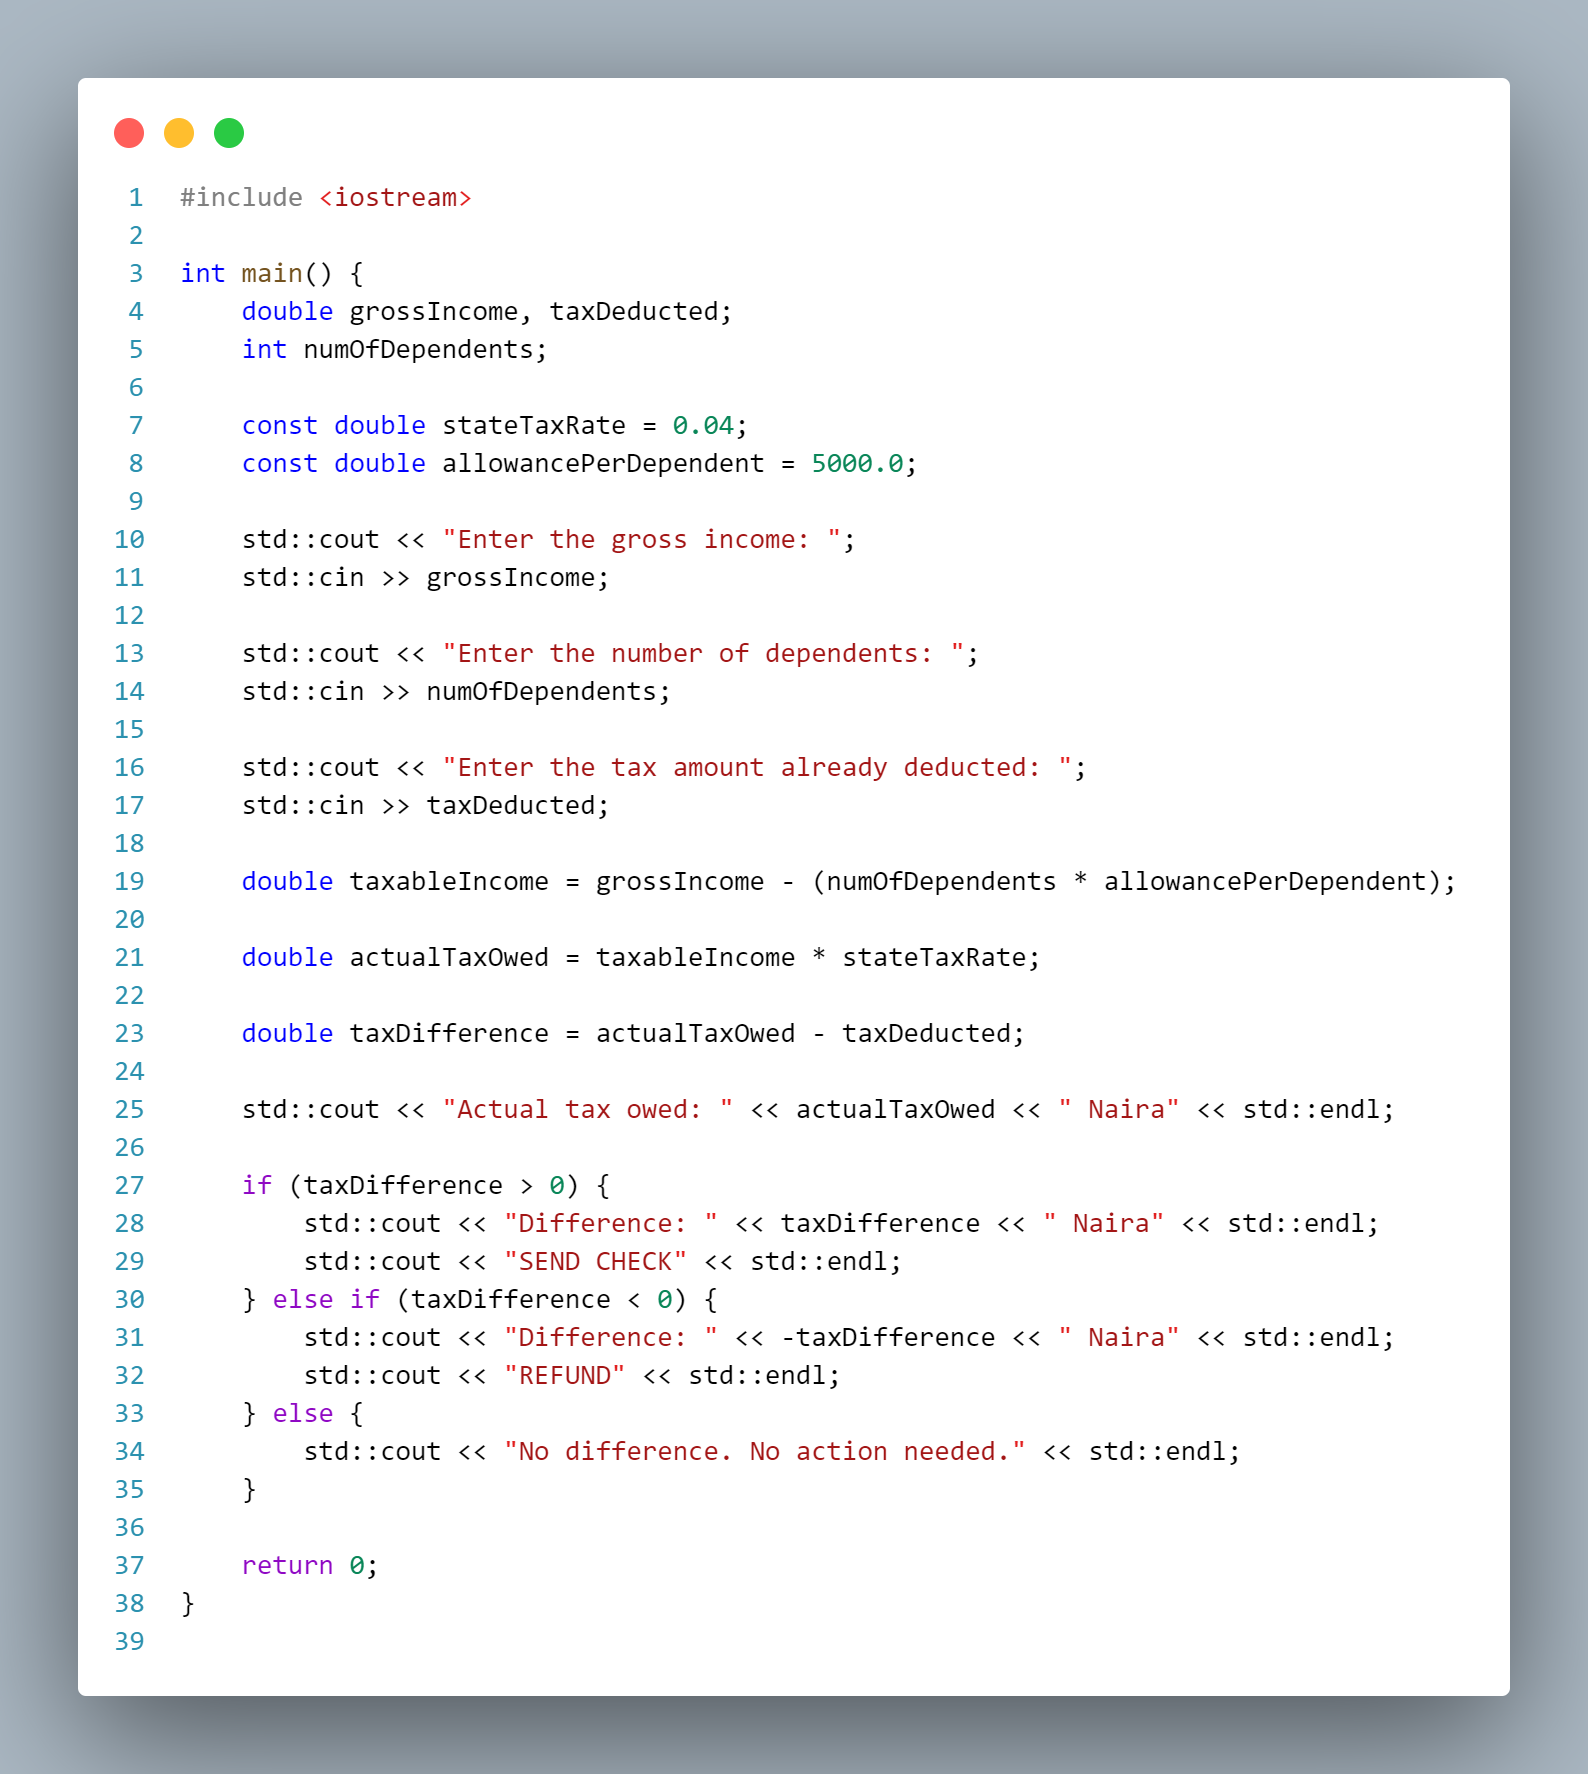 1 #include <iostream>
2
3 int main() {
4     double grossIncome, taxDeducted;
5     int numOfDependents;
6
7     const double stateTaxRate = 0.04;
8     const double allowancePerDependent = 5000.0;
9
10     std::cout << "Enter the gross income: ";
11     std::cin >> grossIncome;
12
13     std::cout << "Enter the number of dependents: ";
14     std::cin >> numOfDependents;
15
16     std::cout << "Enter the tax amount already deducted: ";
17     std::cin >> taxDeducted;
18
19     double taxableIncome = grossIncome - (numOfDependents * allowancePerDependent);
20
21     double actualTaxOwed = taxableIncome * stateTaxRate;
22
23     double taxDifference = actualTaxOwed - taxDeducted;
24
25     std::cout << "Actual tax owed: " << actualTaxOwed << " Naira" << std::endl;
26
27     if (taxDifference > 0) {
28         std::cout << "Difference: " << taxDifference << " Naira" << std::endl;
29         std::cout << "SEND CHECK" << std::endl;
30     } else if (taxDifference < 0) {
31         std::cout << "Difference: " << -taxDifference << " Naira" << std::endl;
32         std::cout << "REFUND" << std::endl;
33     } else {
34         std::cout << "No difference. No action needed." << std::endl;
35     }
36
37     return 0;
38 }
39